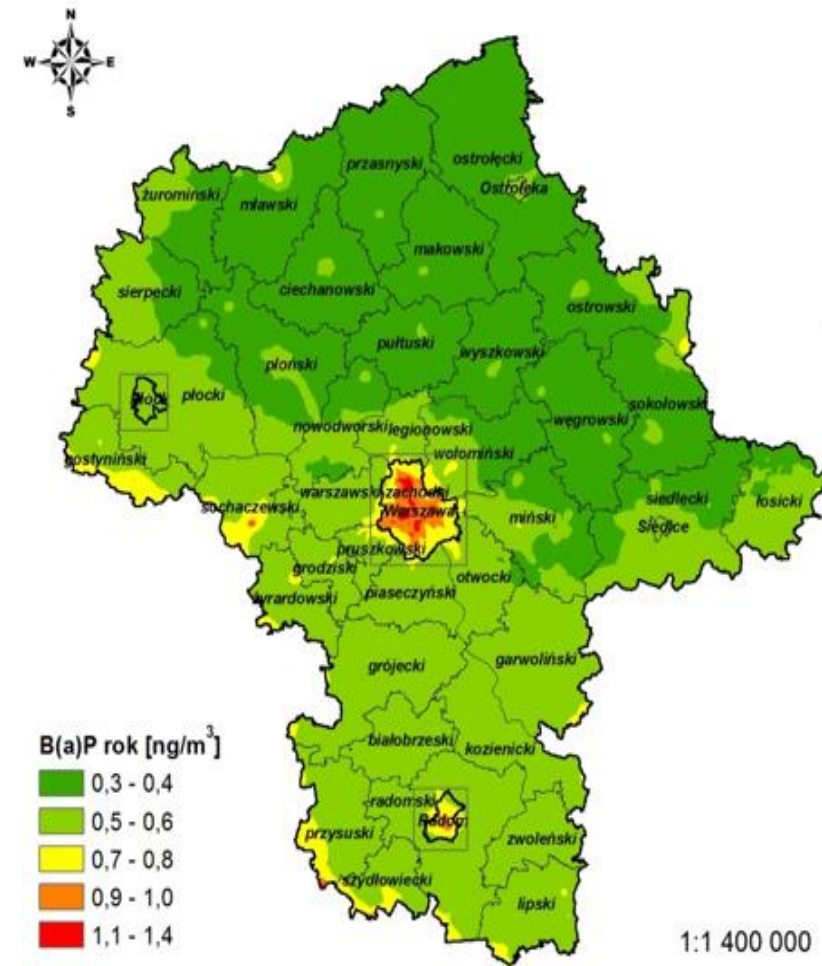 N
W E
S
ostrołęcki
przasnyski
Ostrołęka
żuromiński
mławski
makowski
sierpecki
ciechanowski
ostrowski
pułtuski
wyszkowski
płoński
płocki
sokołowski
węgrowski
nowodworski
legionowski
wołomiński
gostyniński
siedlecki
łosicki
warszawski zachodni
sochaczewski
Warszawa
miński
Siedlce
pruszkowski
grodziski
otwocki
żyrardowski
piaseczyński
garwoliński
grójecki
B(a)P rok [ng/m³]
białobrzeski
kozienicki
0,3 - 0,4
radomski
Radom
0,5 - 0,6
przysuski
zwoleński
0,7 - 0,8
szydłowiecki
0,9 - 1,0
lipski
1,1 - 1,4
1:1 400 000